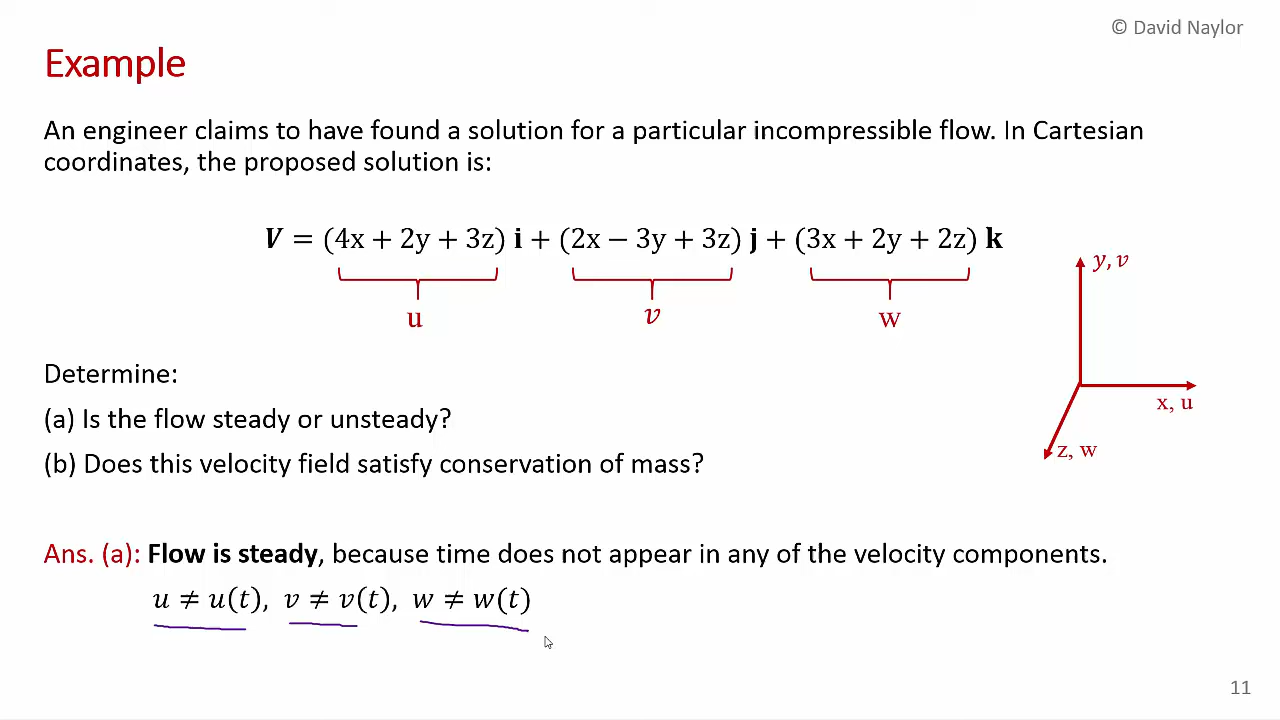 © David Naylor
Example
An engineer claims to have found a solution for a particular incompressible flow. In Cartesian
coordinates, the proposed solution is:
𝑽 = (4x + 2y + 3z) 𝐢 + (2x − 3y + 3z) 𝐣 + (3x + 2y + 2z) 𝐤
u 𝑣 w
y, v
x, u
z, w
Determine:
(a) Is the flow steady or unsteady?
(b) Does this velocity field satisfy conservation of mass?
Ans. (a): Flow is steady, because time does not appear in any of the velocity components.
𝑢 ≠ 𝑢(𝑡), 𝑣 ≠ 𝑣(𝑡), 𝑤 ≠ 𝑤(𝑡)
11